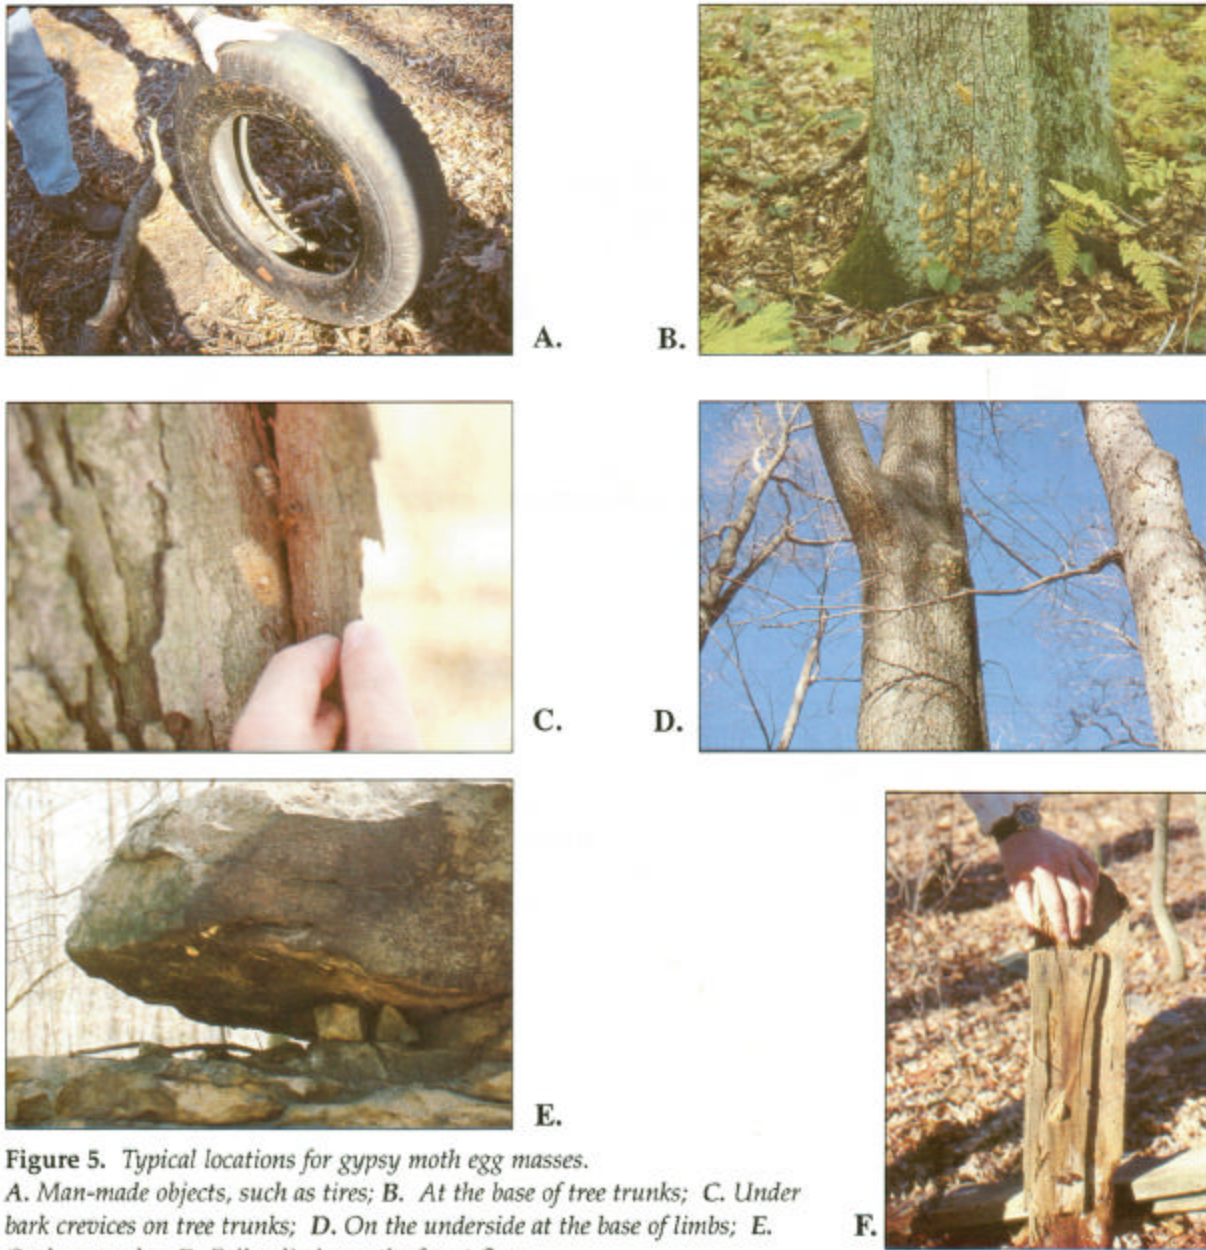 A.
B.
C.
D.
E.
F.
Figure 5. Typical locations for gypsy moth egg masses.
A. Man-made objects, such as tires; B. At the base of tree trunks; C. Under
bark crevices on tree trunks; D. On the underside at the base of limbs; E.